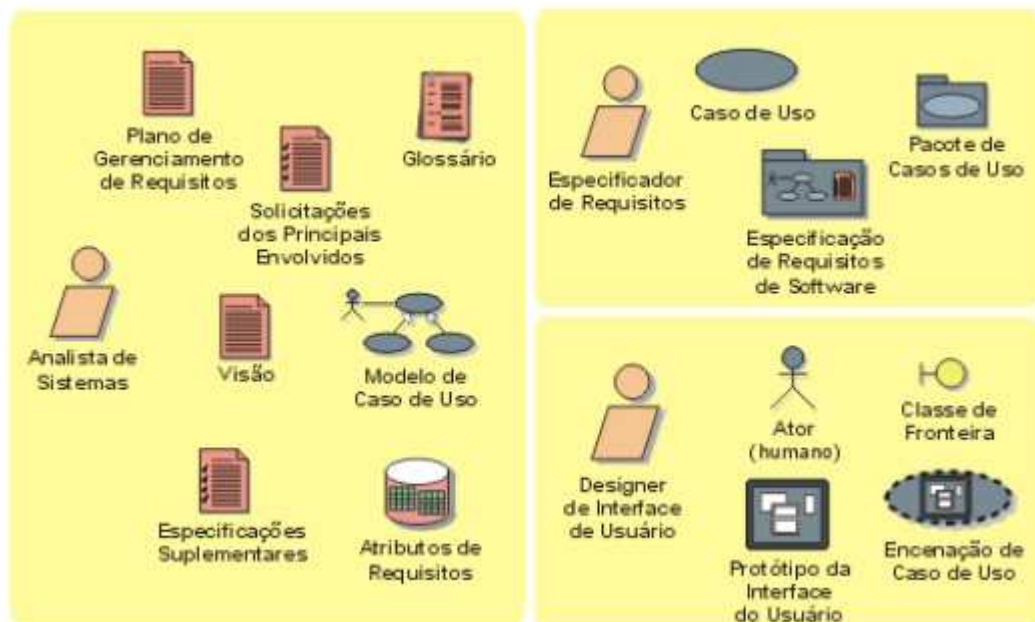 Plano de
Gerenciamento
de Requisitos
Solicitações
dos Principais
Envolvidos
Glossário
Analista de
Sistemas
Visão
Modelo de
Caso de Uso
Especificações
Suplementares
Atributos de
Requisitos
Especificador
de Requisitos
Caso de Uso
Pacote de
Casos de Uso
Especificação
de Requisitos
de Software
Designer
de Interface
de Usuário
Ator
(humano)
Classe de
Fronteira
Protótipo da
Interface
do Usuário
Encenação de
Caso de Uso